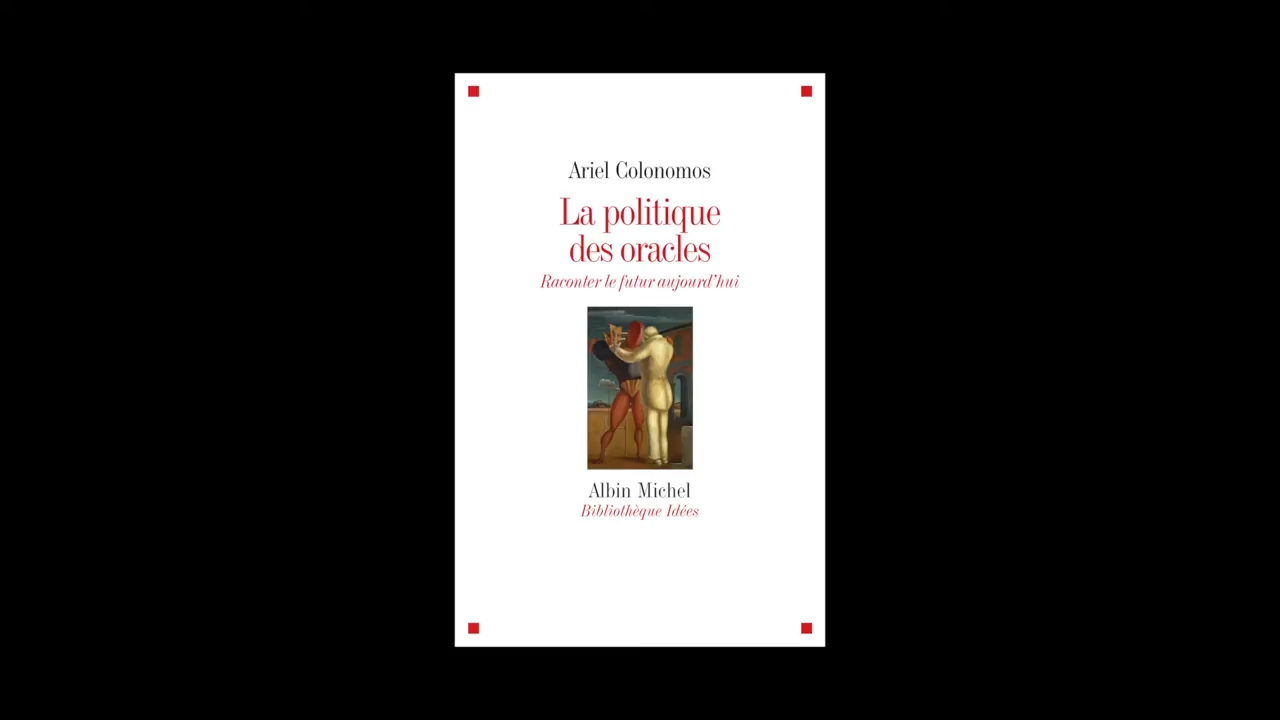 Ariel Colonomos
La politique
des oracles
Raconter le futur aujourd'hui
Albin Michel
Bibliothèque Idées